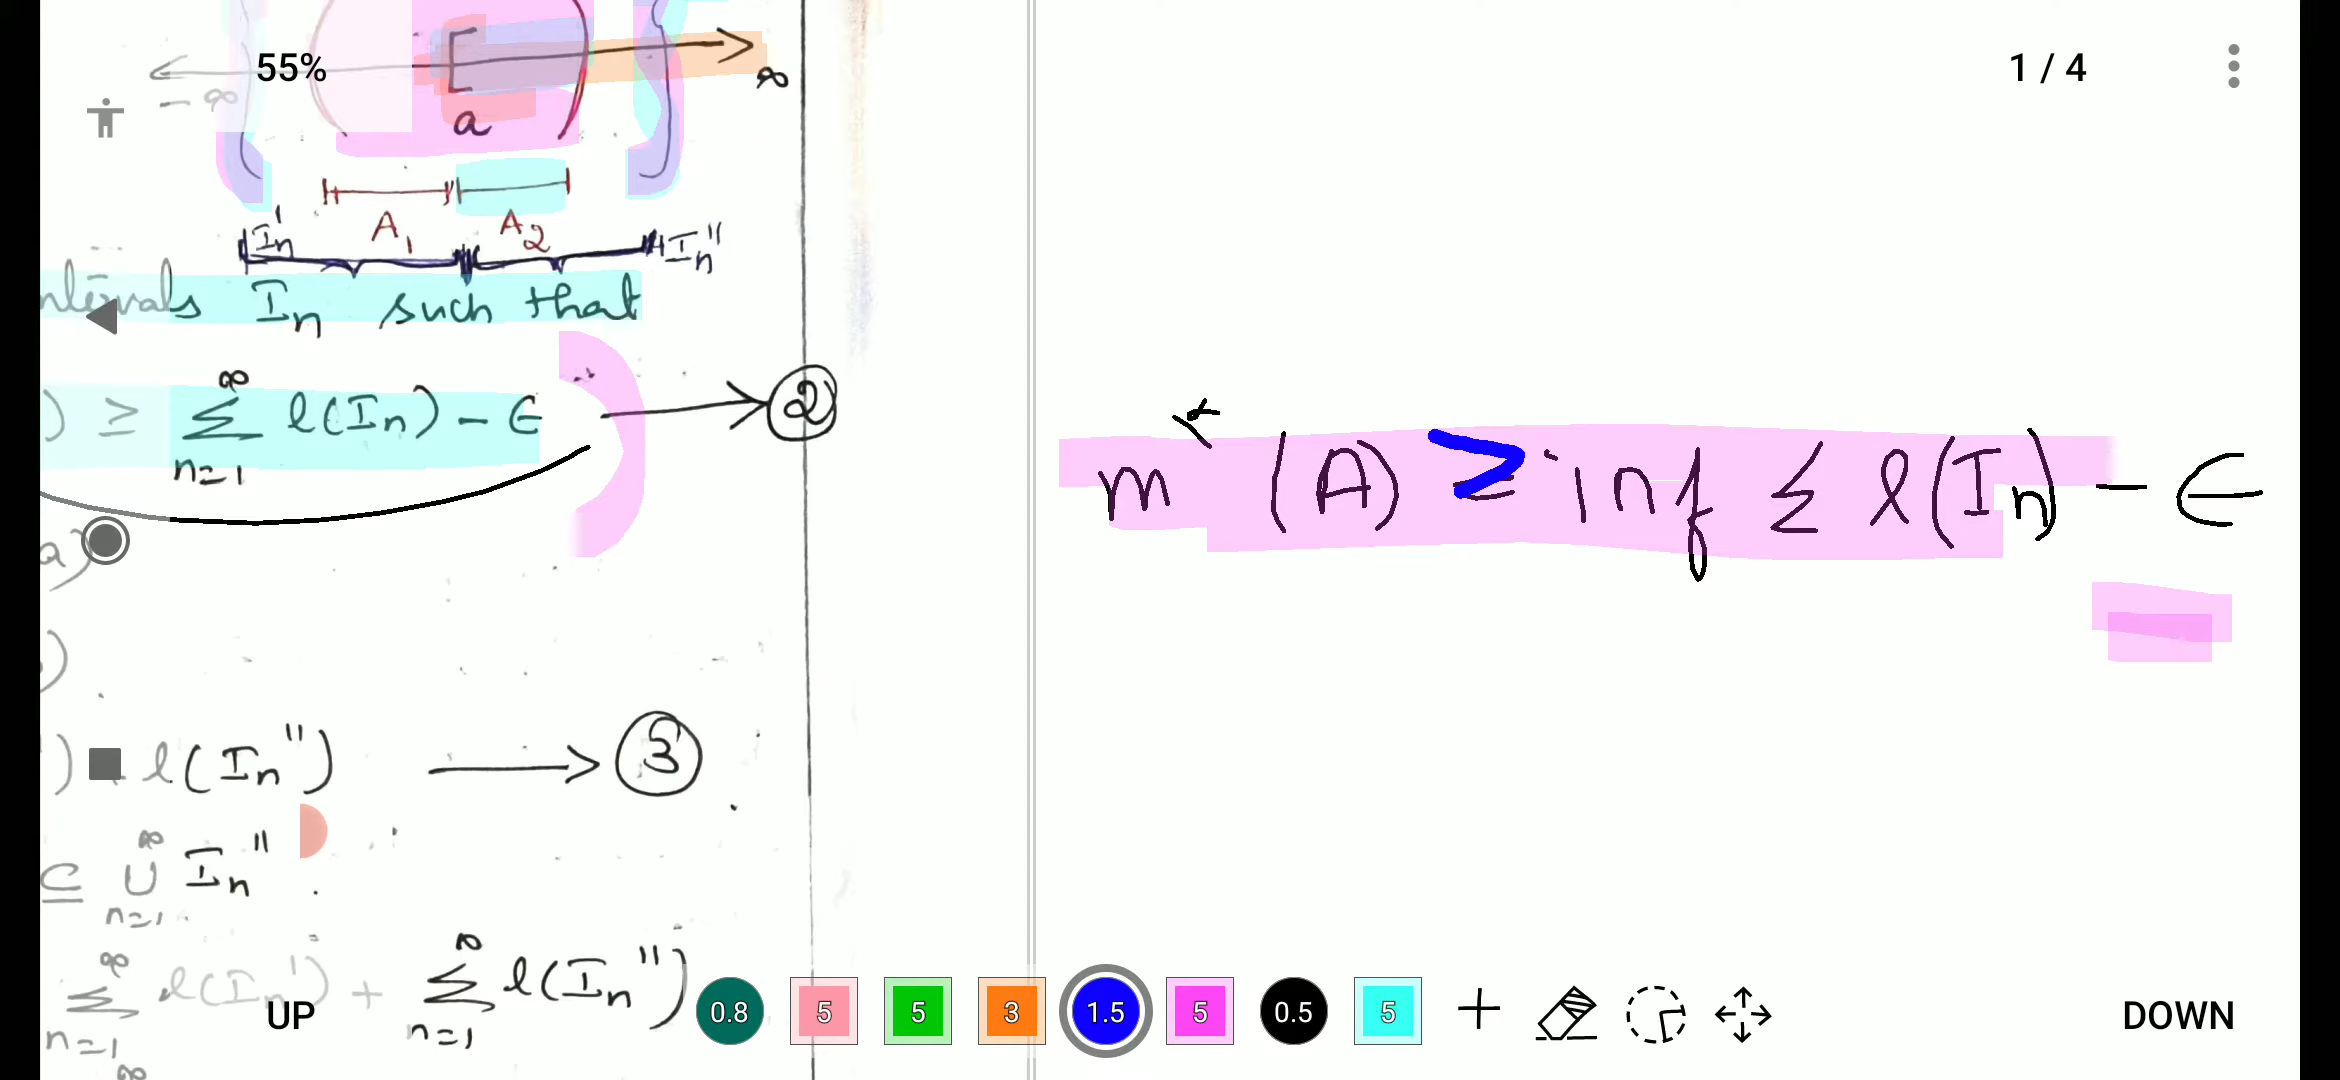 55%
1 / 4
∞
- ∞
a
A₁ A₂
Iₙ' Iₙ''
intervals Iₙ such that
) ≥ ∞ Σ n=1 l(Iₙ) - ∈ → ②
m* (A) ≥ inf Σ l(Iₙ) - ∈
a)
)
) l(Iₙ'') → ③
⊆ ∞ ∪ n=1 Iₙ'' .
∞ Σ n=1 l(Iₙ') + ∞ Σ n=1 l(Iₙ'')
∞
UP 0.8 5 5 3 1.5 5 0.5 5 DOWN